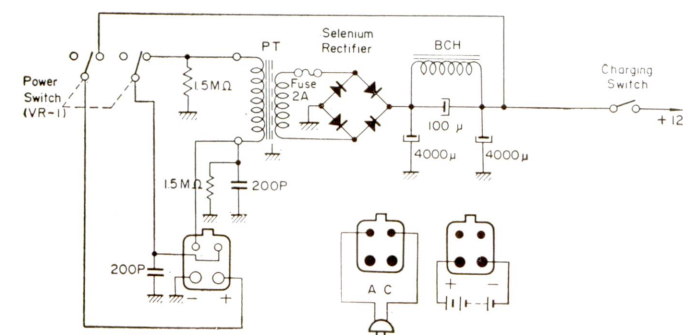 PT
Selenium
Rectifier
BCH
Charging
Switch
+12
Power
Switch
(VR-1)
1.5MΩ
Fuse
2A
100 μ
4000μ
4000μ
1.5MΩ
200P
200P
- +
A C
+ -